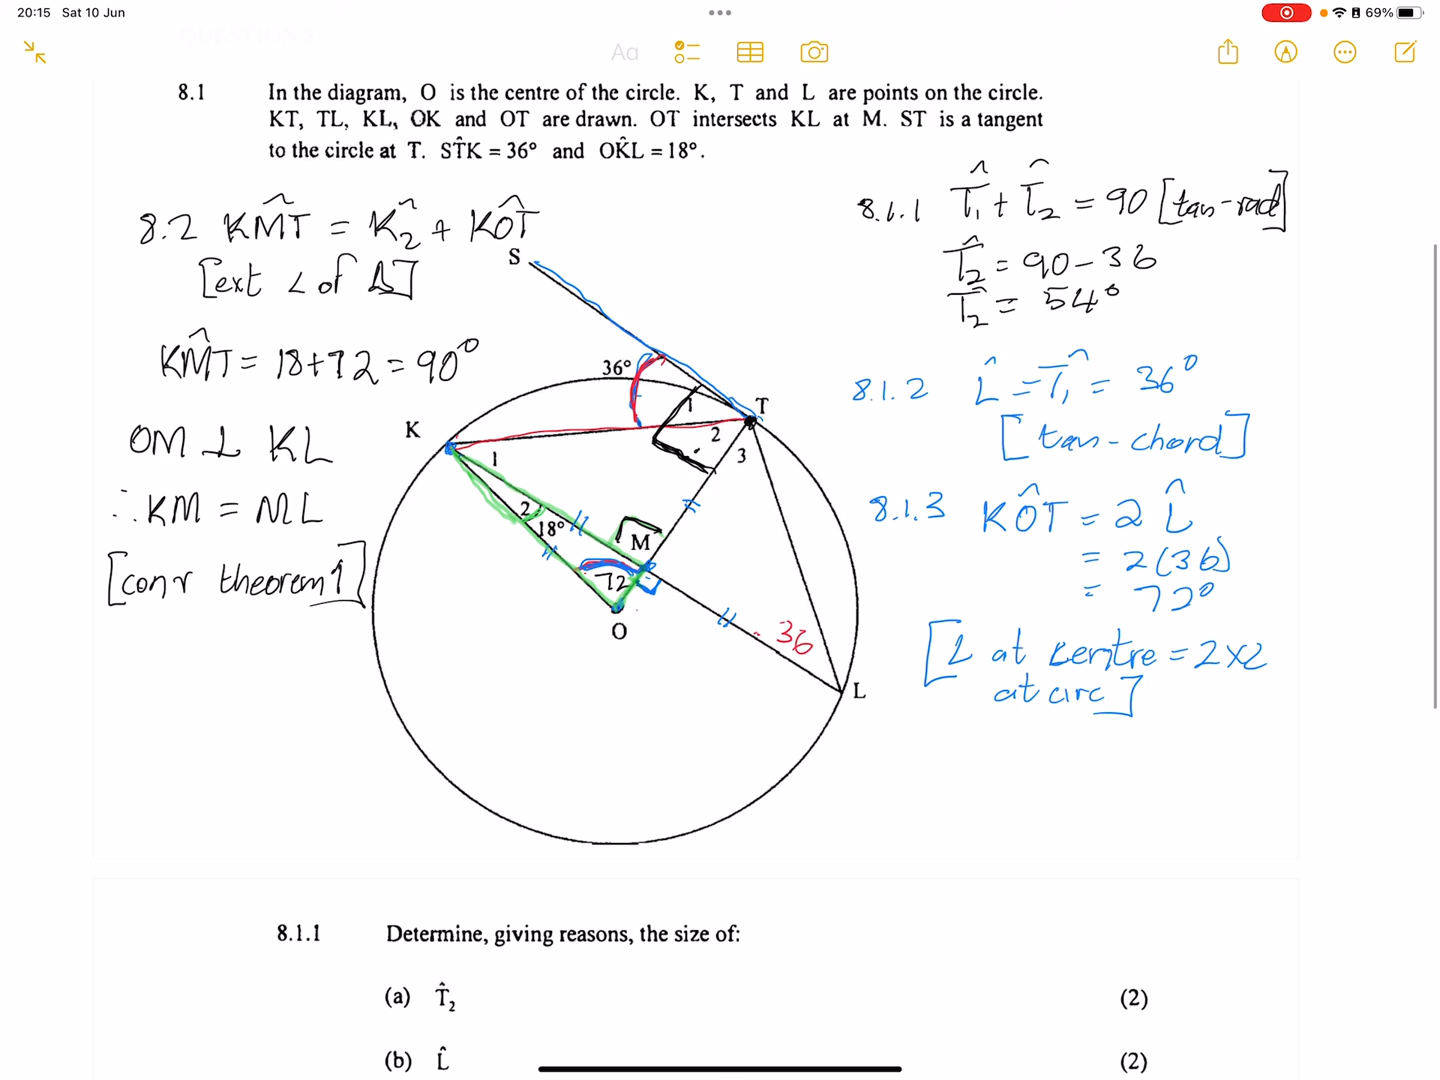 20:15 Sat 10 Jun
69%
Aa
8.1 In the diagram, O is the centre of the circle. K, T and L are points on the circle.
KT, TL, KL, OK and OT are drawn. OT intersects KL at M. ST is a tangent
to the circle at T. ST̂K = 36° and OK̂L = 18°.
8.2 KM̂T = K̂₂ + KÔT
[ext ∠ of Δ]
KM̂T = 18+72 = 90°
OM ⊥ KL
∴ KM = ML
[conv theorem 1]
8.1.1 T̂₁ + T̂₂ = 90 [tan-rad]
T̂₂ = 90-36
T̂₂ = 54°
8.1.2 L̂ = T̂₁ = 36°
[tan-chord]
8.1.3 KÔT = 2 L̂
= 2(36)
= 72°
[∠ at centre = 2×∠
at circ]
S
36°
T
1
2
3
K
1
2
18°
M
72
O
36
L
8.1.1 Determine, giving reasons, the size of:
(a) T̂₂ (2)
(b) L̂ (2)